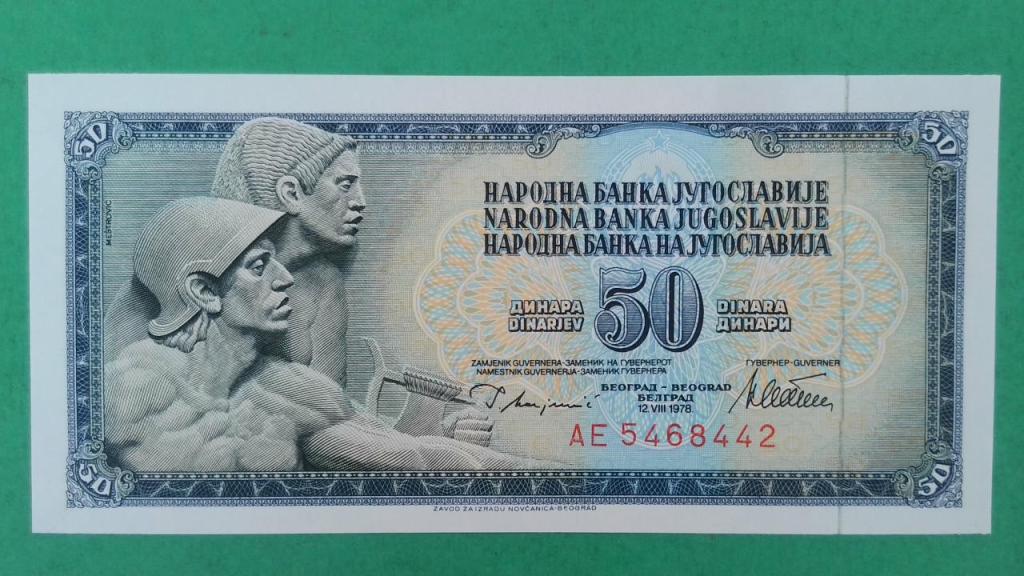 50 50
MEŠTROVIĆ
НАРОДНА БАНКА ЈУГОСЛАВИЈЕ
NARODNA BANKA JUGOSLAVIJE
НАРОДНА БАНКА НА ЈУГОСЛАВИЈА
ДИНАРА 50 DINARA
DINARJEV ДИНАРИ
ZAMJENIK GUVERNERA-ЗАМЕНИК НА ГУВЕРНЕРОТ ГУВЕРНЕР-GUVERNER
NAMESTNIK GUVERNERJA-ЗАМЕНИК ГУВЕРНЕРА
БЕОГРАД - BEOGRAD
БЕЛГРАД
12.VIII 1978.
AE 5468442
50 50
ZAVOD ZA IZRADU NOVČANICA-BEOGRAD